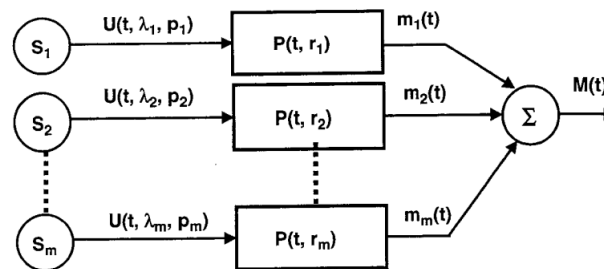 S₁ U(t, λ₁, p₁) P(t, r₁) m₁(t)
S₂ U(t, λ₂, p₂) P(t, r₂) m₂(t) Σ M(t)
Sₘ U(t, λₘ, pₘ) P(t, rₘ) mₘ(t)